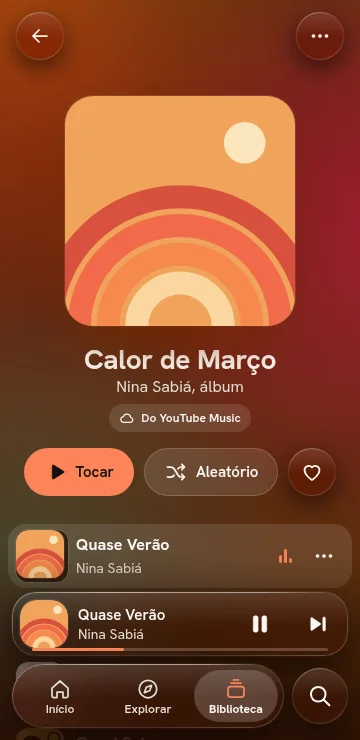 Calor de Março
Nina Sabiá, álbum
Do YouTube Music
Tocar
Aleatório
Quase Verão
Nina Sabiá
Quase Verão
Nina Sabiá
Início
Explorar
Biblioteca